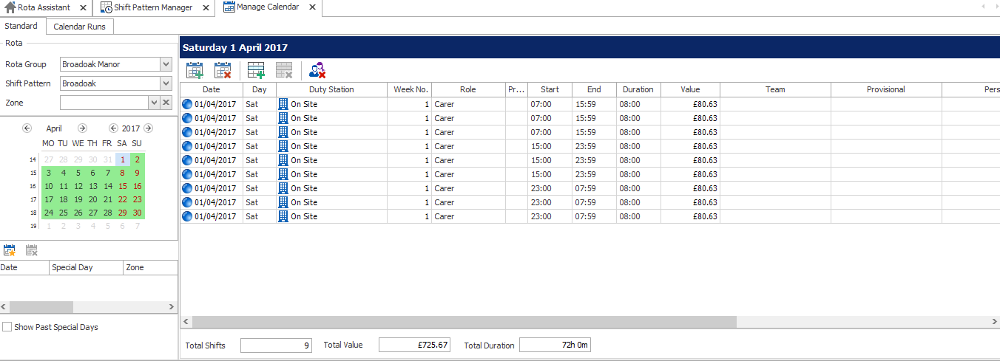 Rota Assistant Shift Pattern Manager Manage Calendar
Standard Calendar Runs
Rota
Rota Group Broadoak Manor
Shift Pattern Broadoak
Zone
April 2017
MO TU WE TH FR SA SU
14 27 28 29 30 31 1 2
15 3 4 5 6 7 8 9
16 10 11 12 13 14 15 16
17 17 18 19 20 21 22 23
18 24 25 26 27 28 29 30
19 1 2 3 4 5 6 7
Date Special Day Zone
Show Past Special Days
Saturday 1 April 2017
Date Day Duty Station Week No. Role Pr... Start End Duration Value Team Provisional Pers
01/04/2017 Sat On Site 1 Carer 07:00 15:59 08:00 £80.63
01/04/2017 Sat On Site 1 Carer 07:00 15:59 08:00 £80.63
01/04/2017 Sat On Site 1 Carer 07:00 15:59 08:00 £80.63
01/04/2017 Sat On Site 1 Carer 15:00 23:59 08:00 £80.63
01/04/2017 Sat On Site 1 Carer 15:00 23:59 08:00 £80.63
01/04/2017 Sat On Site 1 Carer 15:00 23:59 08:00 £80.63
01/04/2017 Sat On Site 1 Carer 23:00 07:59 08:00 £80.63
01/04/2017 Sat On Site 1 Carer 23:00 07:59 08:00 £80.63
01/04/2017 Sat On Site 1 Carer 23:00 07:59 08:00 £80.63
Total Shifts 9 Total Value £725.67 Total Duration 72h 0m